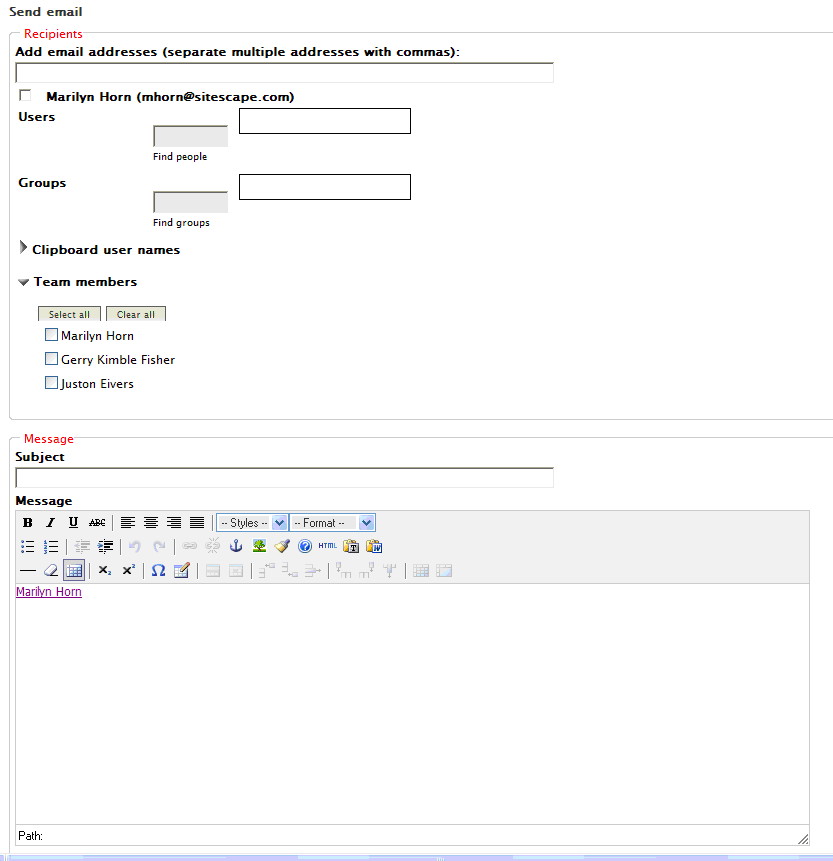 Send email
Recipients
Add email addresses (separate multiple addresses with commas):
Marilyn Horn (mhorn@sitescape.com)
Users
Find people
Groups
Find groups
Clipboard user names
Team members
Select all Clear all
Marilyn Horn
Gerry Kimble Fisher
Juston Eivers
Message
Subject
Message
B I U ABC -- Styles -- -- Format --
HTML T W
x₂ x² Ω
Marilyn Horn
Path: